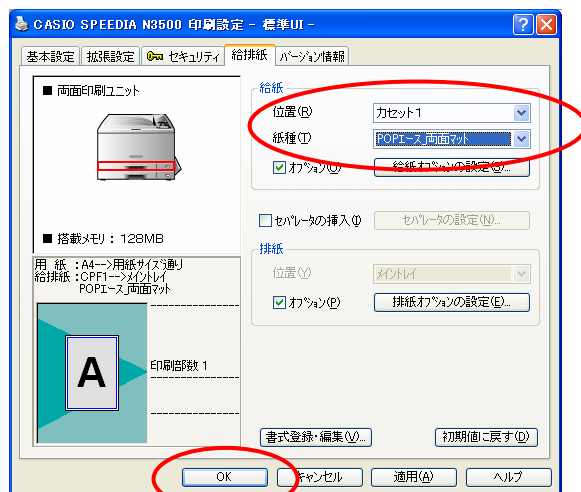 CASIO SPEEDIA N3500 印刷設定 - 標準UI -
基本設定 拡張設定 セキュリティ 給排紙 バージョン情報
■ 両面印刷ユニット
■ 搭載メモリ : 128MB
用 紙 :A4-->用紙サイズ通り
給排紙:CPF1-->メイントレイ
POPエース_両面マット
A
印刷部数 1
給紙
位置(R) カセット1
紙種(T) POPエース_両面マット
オプション(O) 給紙オプションの設定(S)...
セパレータの挿入(I) セパレータの設定(N)...
排紙
位置(Y) メイントレイ
オプション(P) 排紙オプションの設定(E)...
書式登録・編集(V)... 初期値に戻す(D)
OK キャンセル 適用(A) ヘルプ